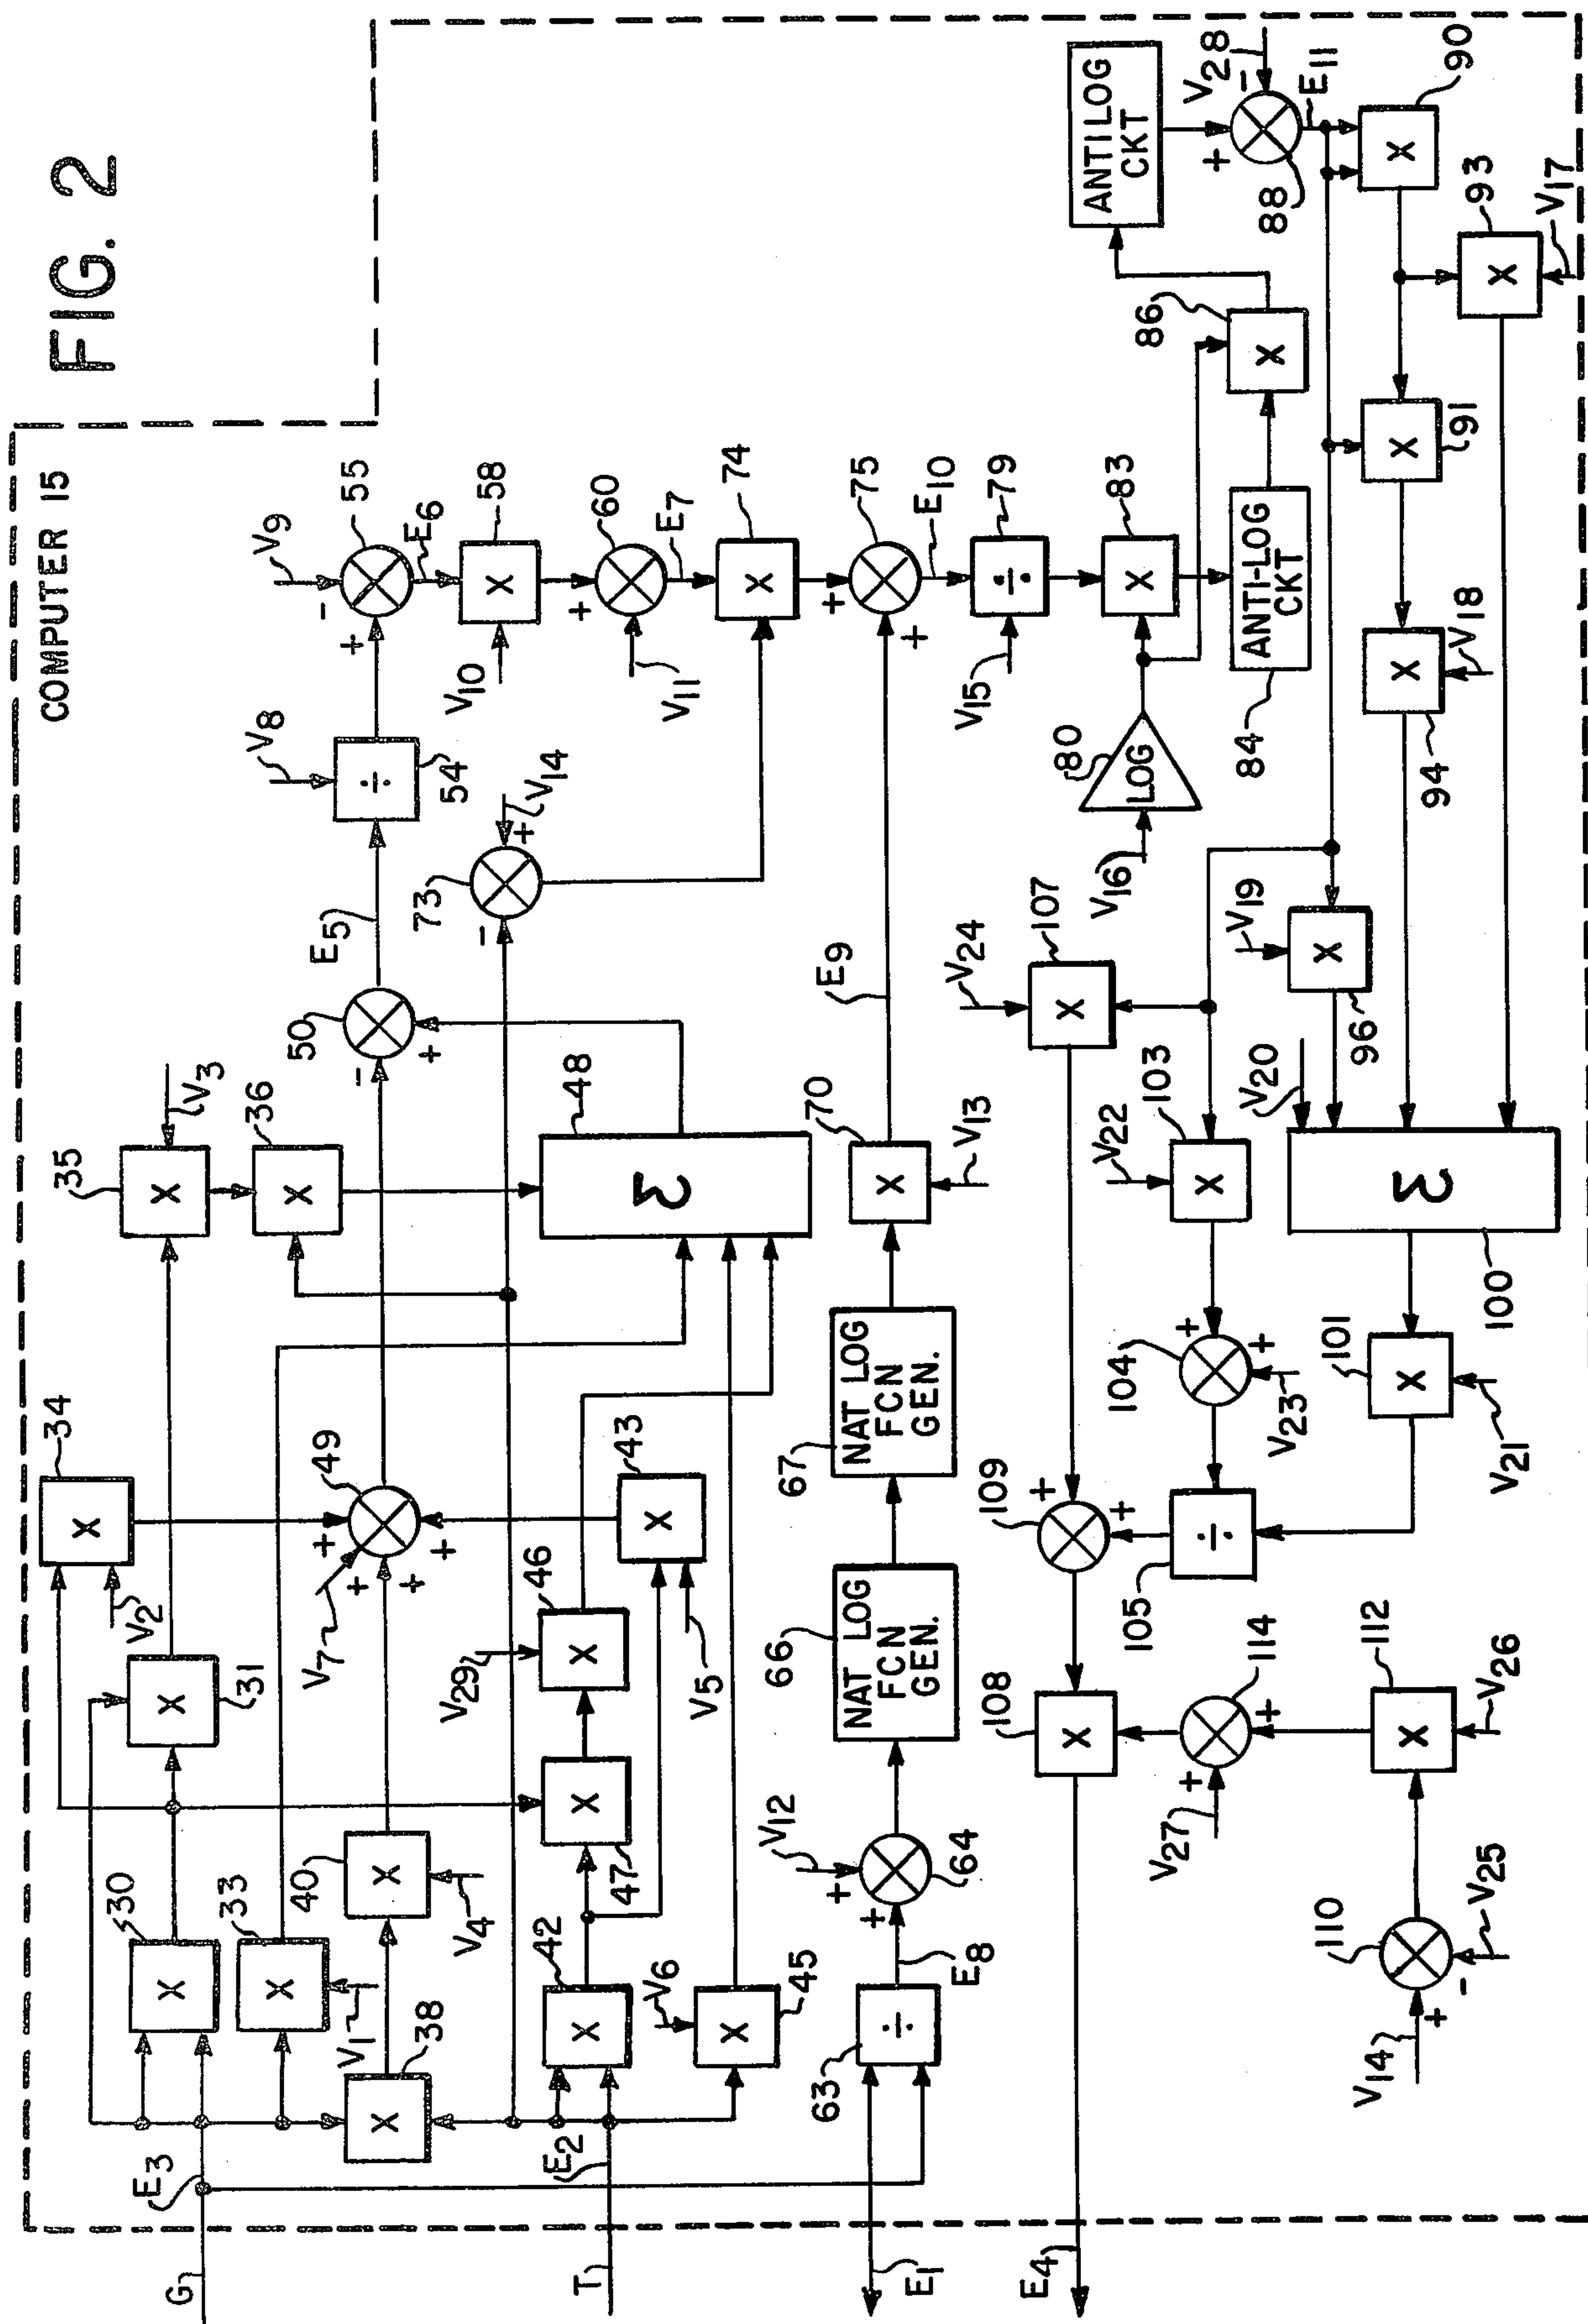 FIG. 2
COMPUTER 15
G
E3
T
E2
E1
E4
30
X
31
X
33
X
V1
34
X
V2
35
X
V3
36
X
38
X
40
X
V4
42
X
43
X
V5
45
X
V6
46
X
V29
47
X
48
Σ
49
V7
+
+
+
+
50
-
+
E5
54
÷
V8
55
V9
-
+
E6
58
X
V10
60
+
V11
E7
73
-
+
V14
74
X
63
÷
E8
64
V12
+
+
66
NAT LOG
FCN
GEN.
67
NAT LOG
FCN
GEN.
70
X
V13
E9
75
+
+
E10
79
÷
V15
80
LOG
V16
83
X
84
ANTI-LOG
CKT
86
X
ANTILOG
CKT
88
+
-
V28
E11
90
X
91
X
93
X
V17
94
X
V18
96
X
V19
V20
100
Σ
101
X
V21
103
X
V22
104
+
+
V23
105
÷
107
X
V24
109
+
+
108
X
110
V14
+
-
V25
112
X
V26
114
+
+
V27